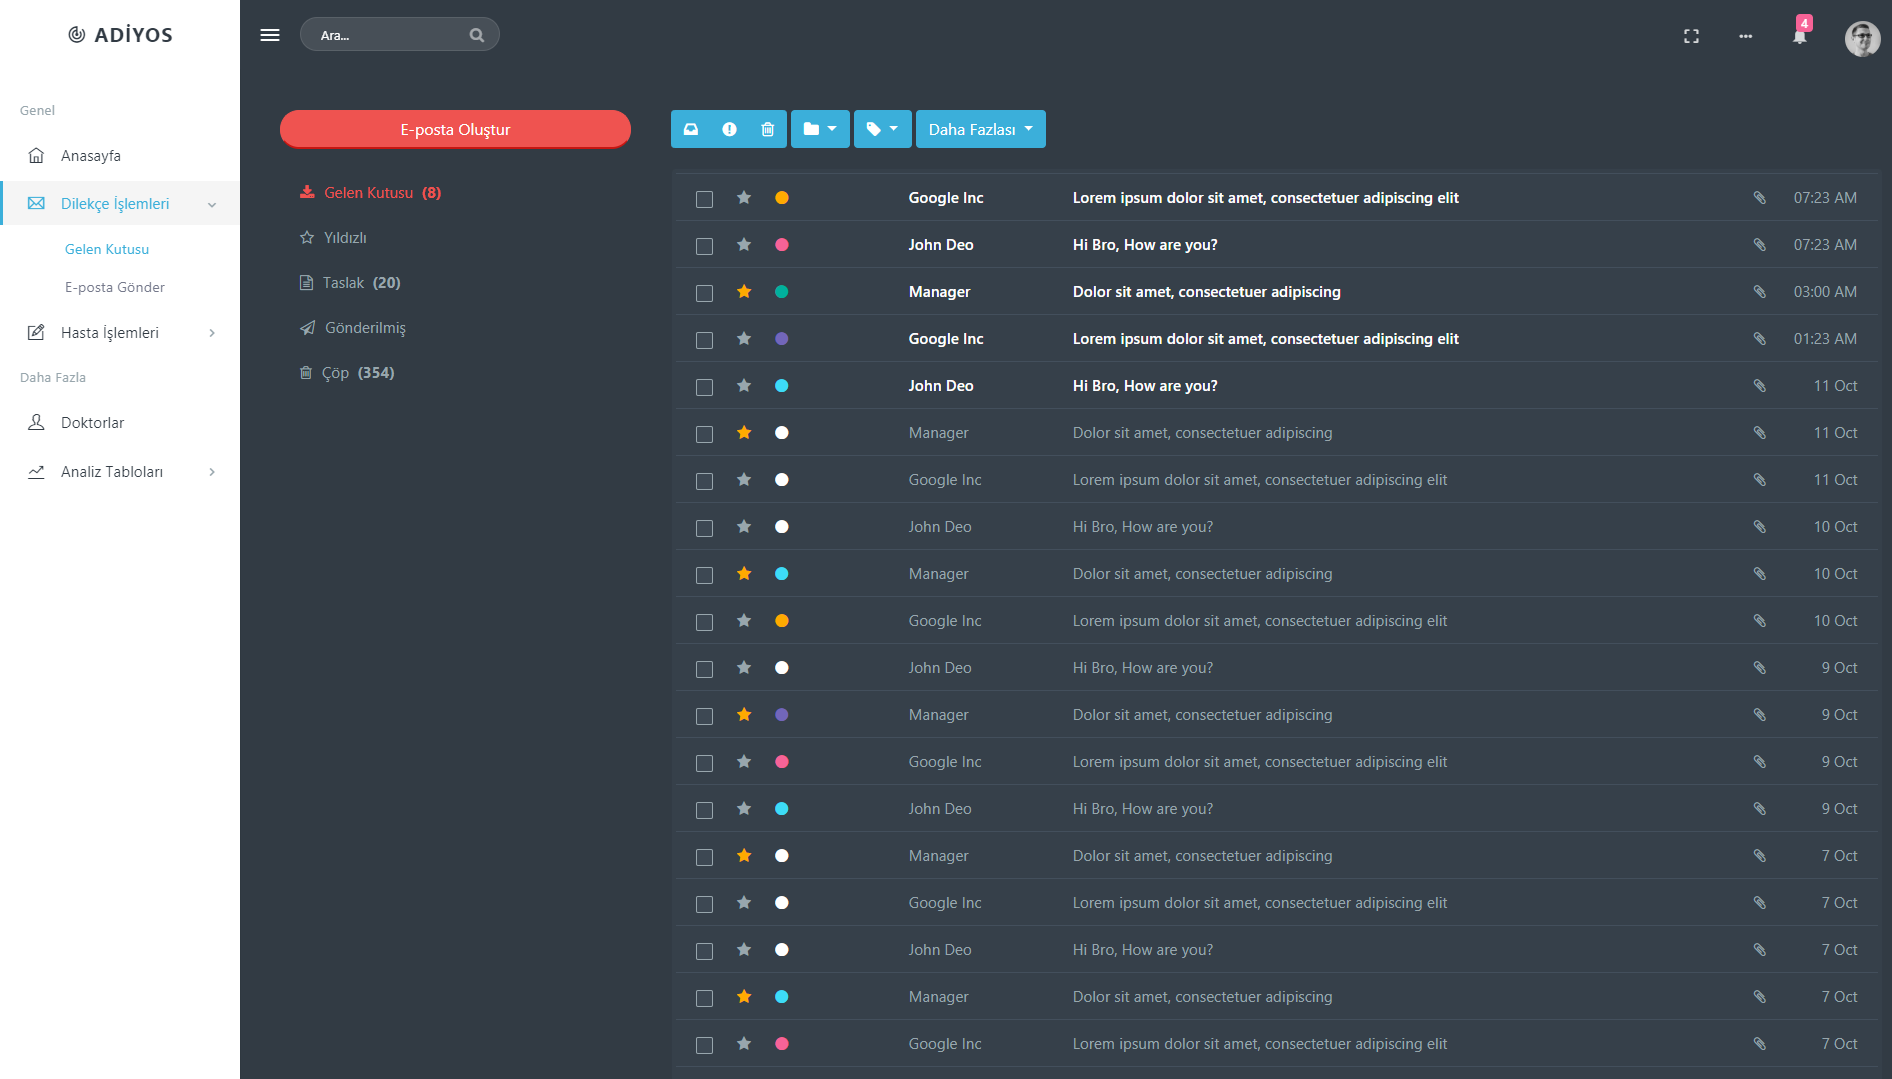 ADİYOS
Genel
Anasayfa
Dilekçe İşlemleri
Gelen Kutusu
E-posta Gönder
Hasta İşlemleri
Daha Fazla
Doktorlar
Analiz Tabloları
Ara...
4
E-posta Oluştur
Gelen Kutusu (8)
Yıldızlı
Taslak (20)
Gönderilmiş
Çöp (354)
Daha Fazlası
Google Inc Lorem ipsum dolor sit amet, consectetuer adipiscing elit 07:23 AM
John Deo Hi Bro, How are you? 07:23 AM
Manager Dolor sit amet, consectetuer adipiscing 03:00 AM
Google Inc Lorem ipsum dolor sit amet, consectetuer adipiscing elit 01:23 AM
John Deo Hi Bro, How are you? 11 Oct
Manager Dolor sit amet, consectetuer adipiscing 11 Oct
Google Inc Lorem ipsum dolor sit amet, consectetuer adipiscing elit 11 Oct
John Deo Hi Bro, How are you? 10 Oct
Manager Dolor sit amet, consectetuer adipiscing 10 Oct
Google Inc Lorem ipsum dolor sit amet, consectetuer adipiscing elit 10 Oct
John Deo Hi Bro, How are you? 9 Oct
Manager Dolor sit amet, consectetuer adipiscing 9 Oct
Google Inc Lorem ipsum dolor sit amet, consectetuer adipiscing elit 9 Oct
John Deo Hi Bro, How are you? 9 Oct
Manager Dolor sit amet, consectetuer adipiscing 7 Oct
Google Inc Lorem ipsum dolor sit amet, consectetuer adipiscing elit 7 Oct
John Deo Hi Bro, How are you? 7 Oct
Manager Dolor sit amet, consectetuer adipiscing 7 Oct
Google Inc Lorem ipsum dolor sit amet, consectetuer adipiscing elit 7 Oct